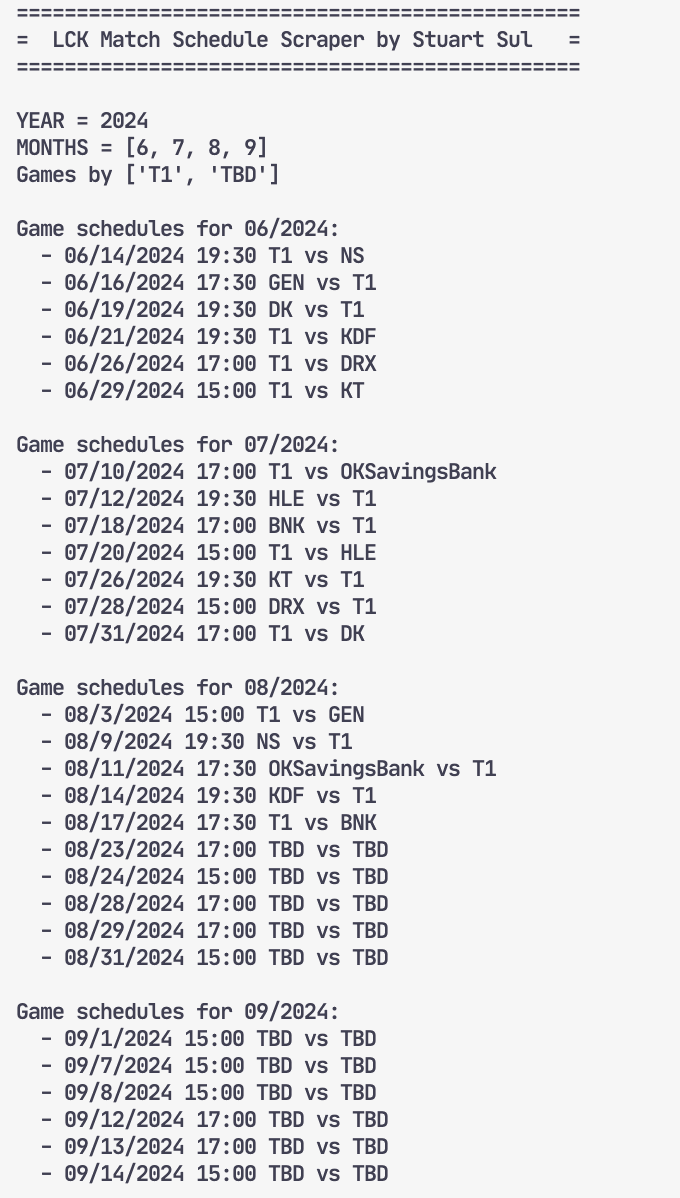 ===============================================
=  LCK Match Schedule Scraper by Stuart Sul   =
===============================================
YEAR = 2024
MONTHS = [6, 7, 8, 9]
Games by ['T1', 'TBD']
Game schedules for 06/2024:
  - 06/14/2024 19:30 T1 vs NS
  - 06/16/2024 17:30 GEN vs T1
  - 06/19/2024 19:30 DK vs T1
  - 06/21/2024 19:30 T1 vs KDF
  - 06/26/2024 17:00 T1 vs DRX
  - 06/29/2024 15:00 T1 vs KT
Game schedules for 07/2024:
  - 07/10/2024 17:00 T1 vs OKSavingsBank
  - 07/12/2024 19:30 HLE vs T1
  - 07/18/2024 17:00 BNK vs T1
  - 07/20/2024 15:00 T1 vs HLE
  - 07/26/2024 19:30 KT vs T1
  - 07/28/2024 15:00 DRX vs T1
  - 07/31/2024 17:00 T1 vs DK
Game schedules for 08/2024:
  - 08/3/2024 15:00 T1 vs GEN
  - 08/9/2024 19:30 NS vs T1
  - 08/11/2024 17:30 OKSavingsBank vs T1
  - 08/14/2024 19:30 KDF vs T1
  - 08/17/2024 17:30 T1 vs BNK
  - 08/23/2024 17:00 TBD vs TBD
  - 08/24/2024 15:00 TBD vs TBD
  - 08/28/2024 17:00 TBD vs TBD
  - 08/29/2024 17:00 TBD vs TBD
  - 08/31/2024 15:00 TBD vs TBD
Game schedules for 09/2024:
  - 09/1/2024 15:00 TBD vs TBD
  - 09/7/2024 15:00 TBD vs TBD
  - 09/8/2024 15:00 TBD vs TBD
  - 09/12/2024 17:00 TBD vs TBD
  - 09/13/2024 17:00 TBD vs TBD
  - 09/14/2024 15:00 TBD vs TBD